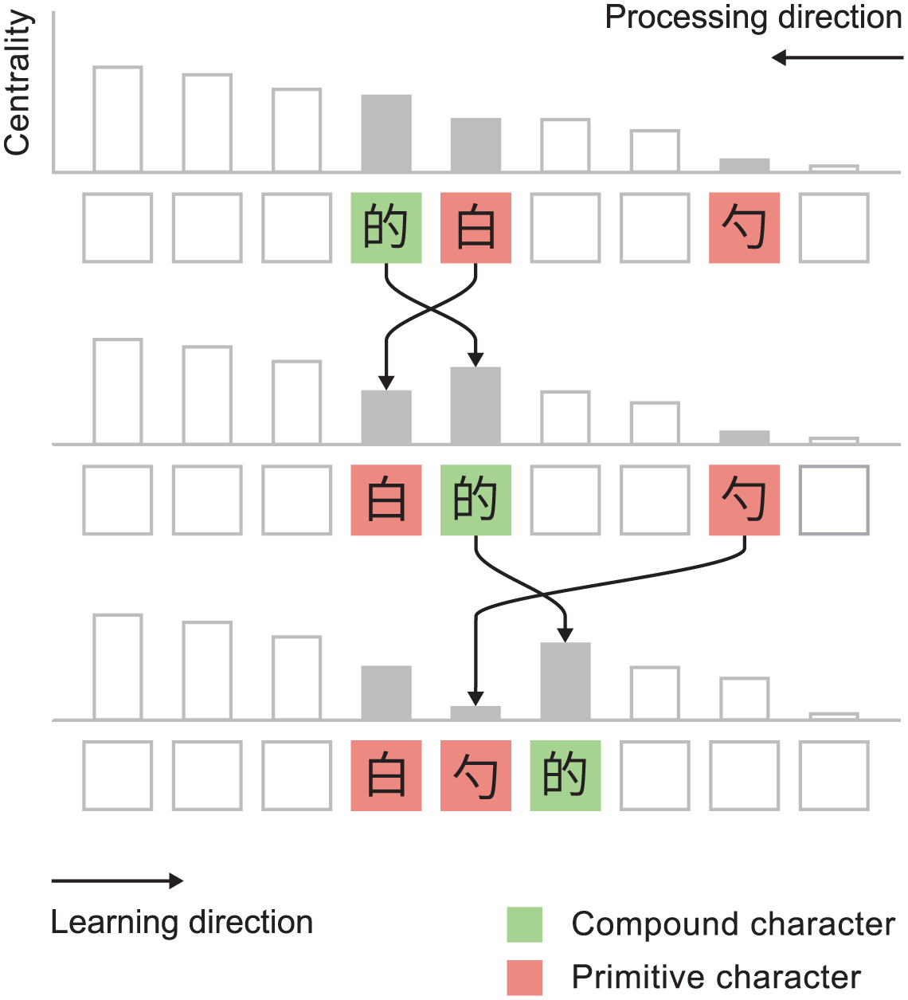 Processing direction
Centrality
的 白 勺
白 的 勺
白 勺 的
Learning direction
Compound character
Primitive character